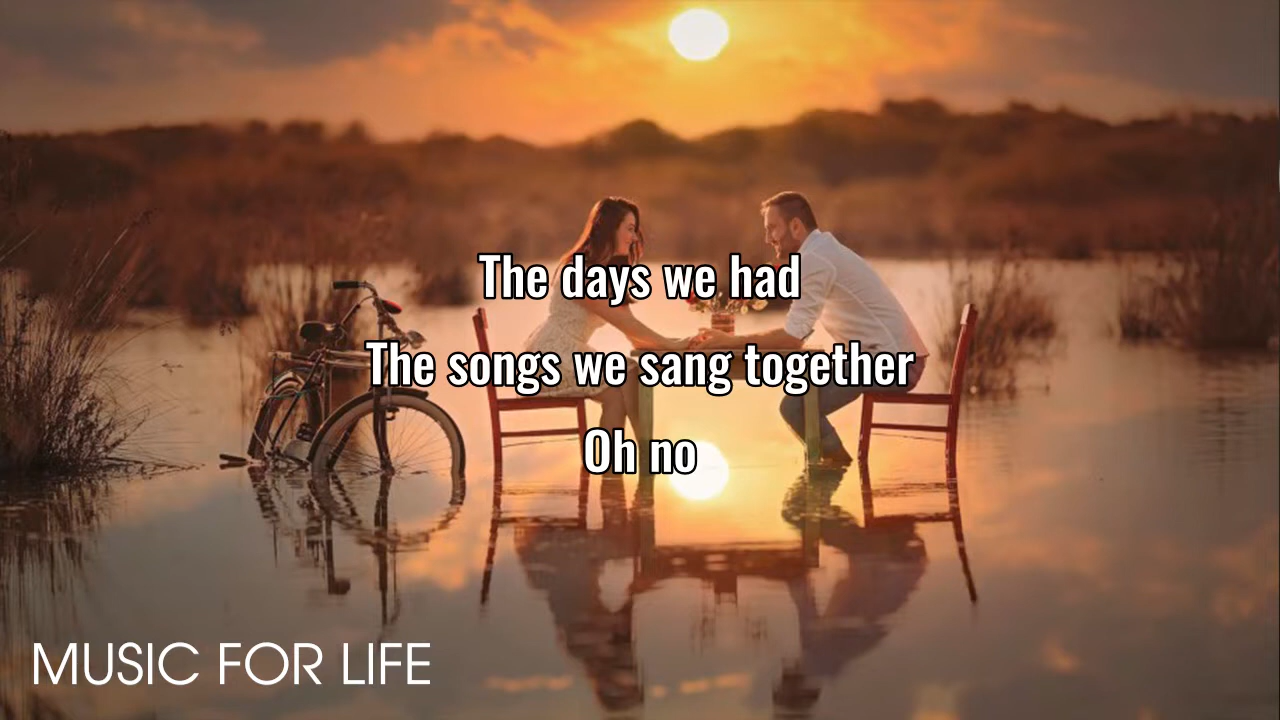 The days we had
The songs we sang together
Oh no
MUSIC FOR LIFE